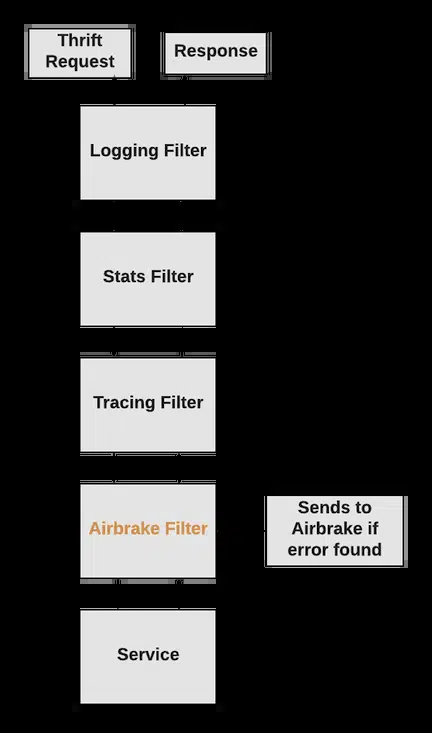 Thrift
Request
Response
Logging Filter
Stats Filter
Tracing Filter
Airbrake Filter
Sends to
Airbrake if
error found
Service